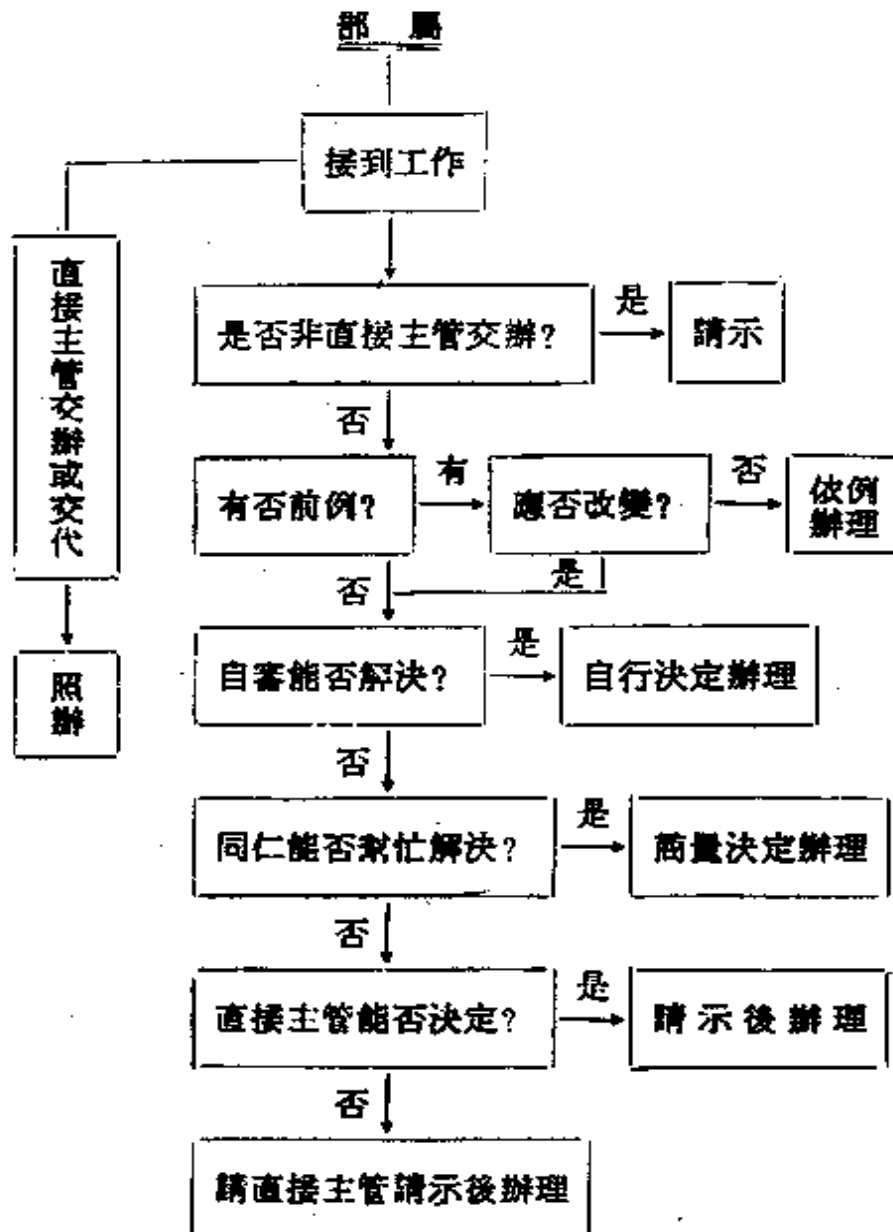 部屬
接到工作
直接主管交辦或交代
照辦
是否非直接主管交辦?
是
請示
否
有否前例?
有
應否改變?
否
依例
辦理
是
否
自審能否解決?
是
自行決定辦理
否
同仁能否幫忙解決?
是
商量決定辦理
否
直接主管能否決定?
是
請示後辦理
否
請直接主管請示後辦理